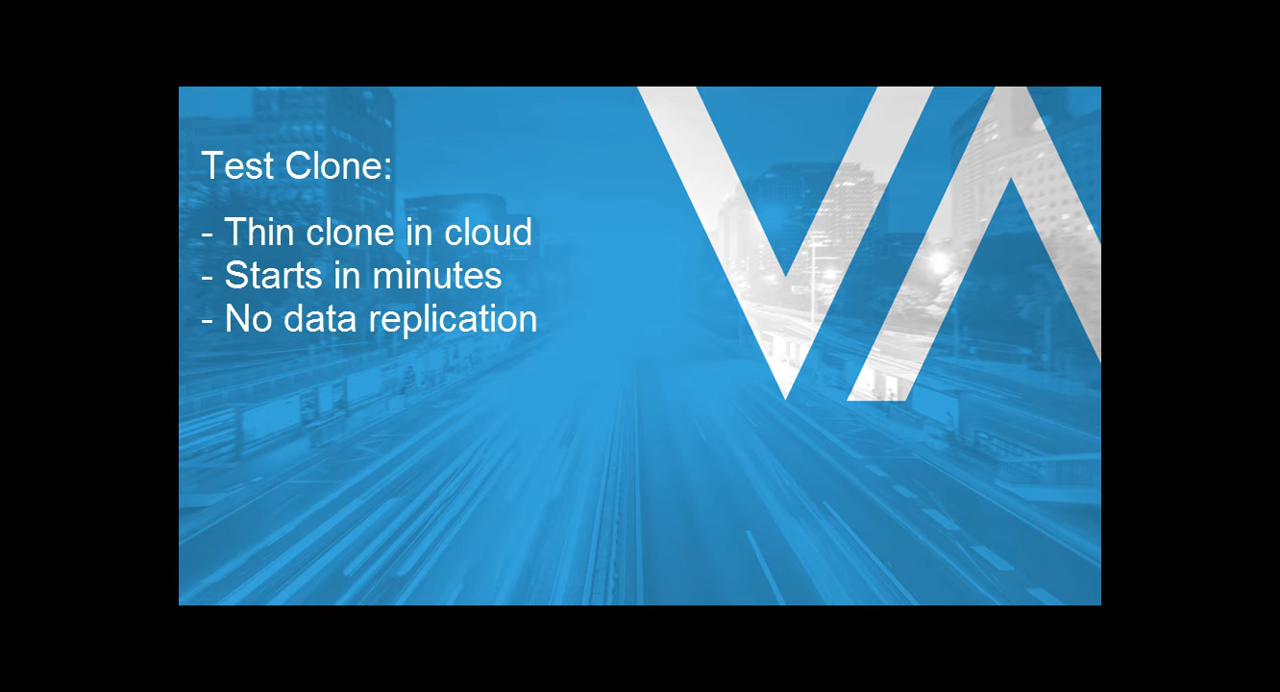 Test Clone:
- Thin clone in cloud
- Starts in minutes
- No data replication